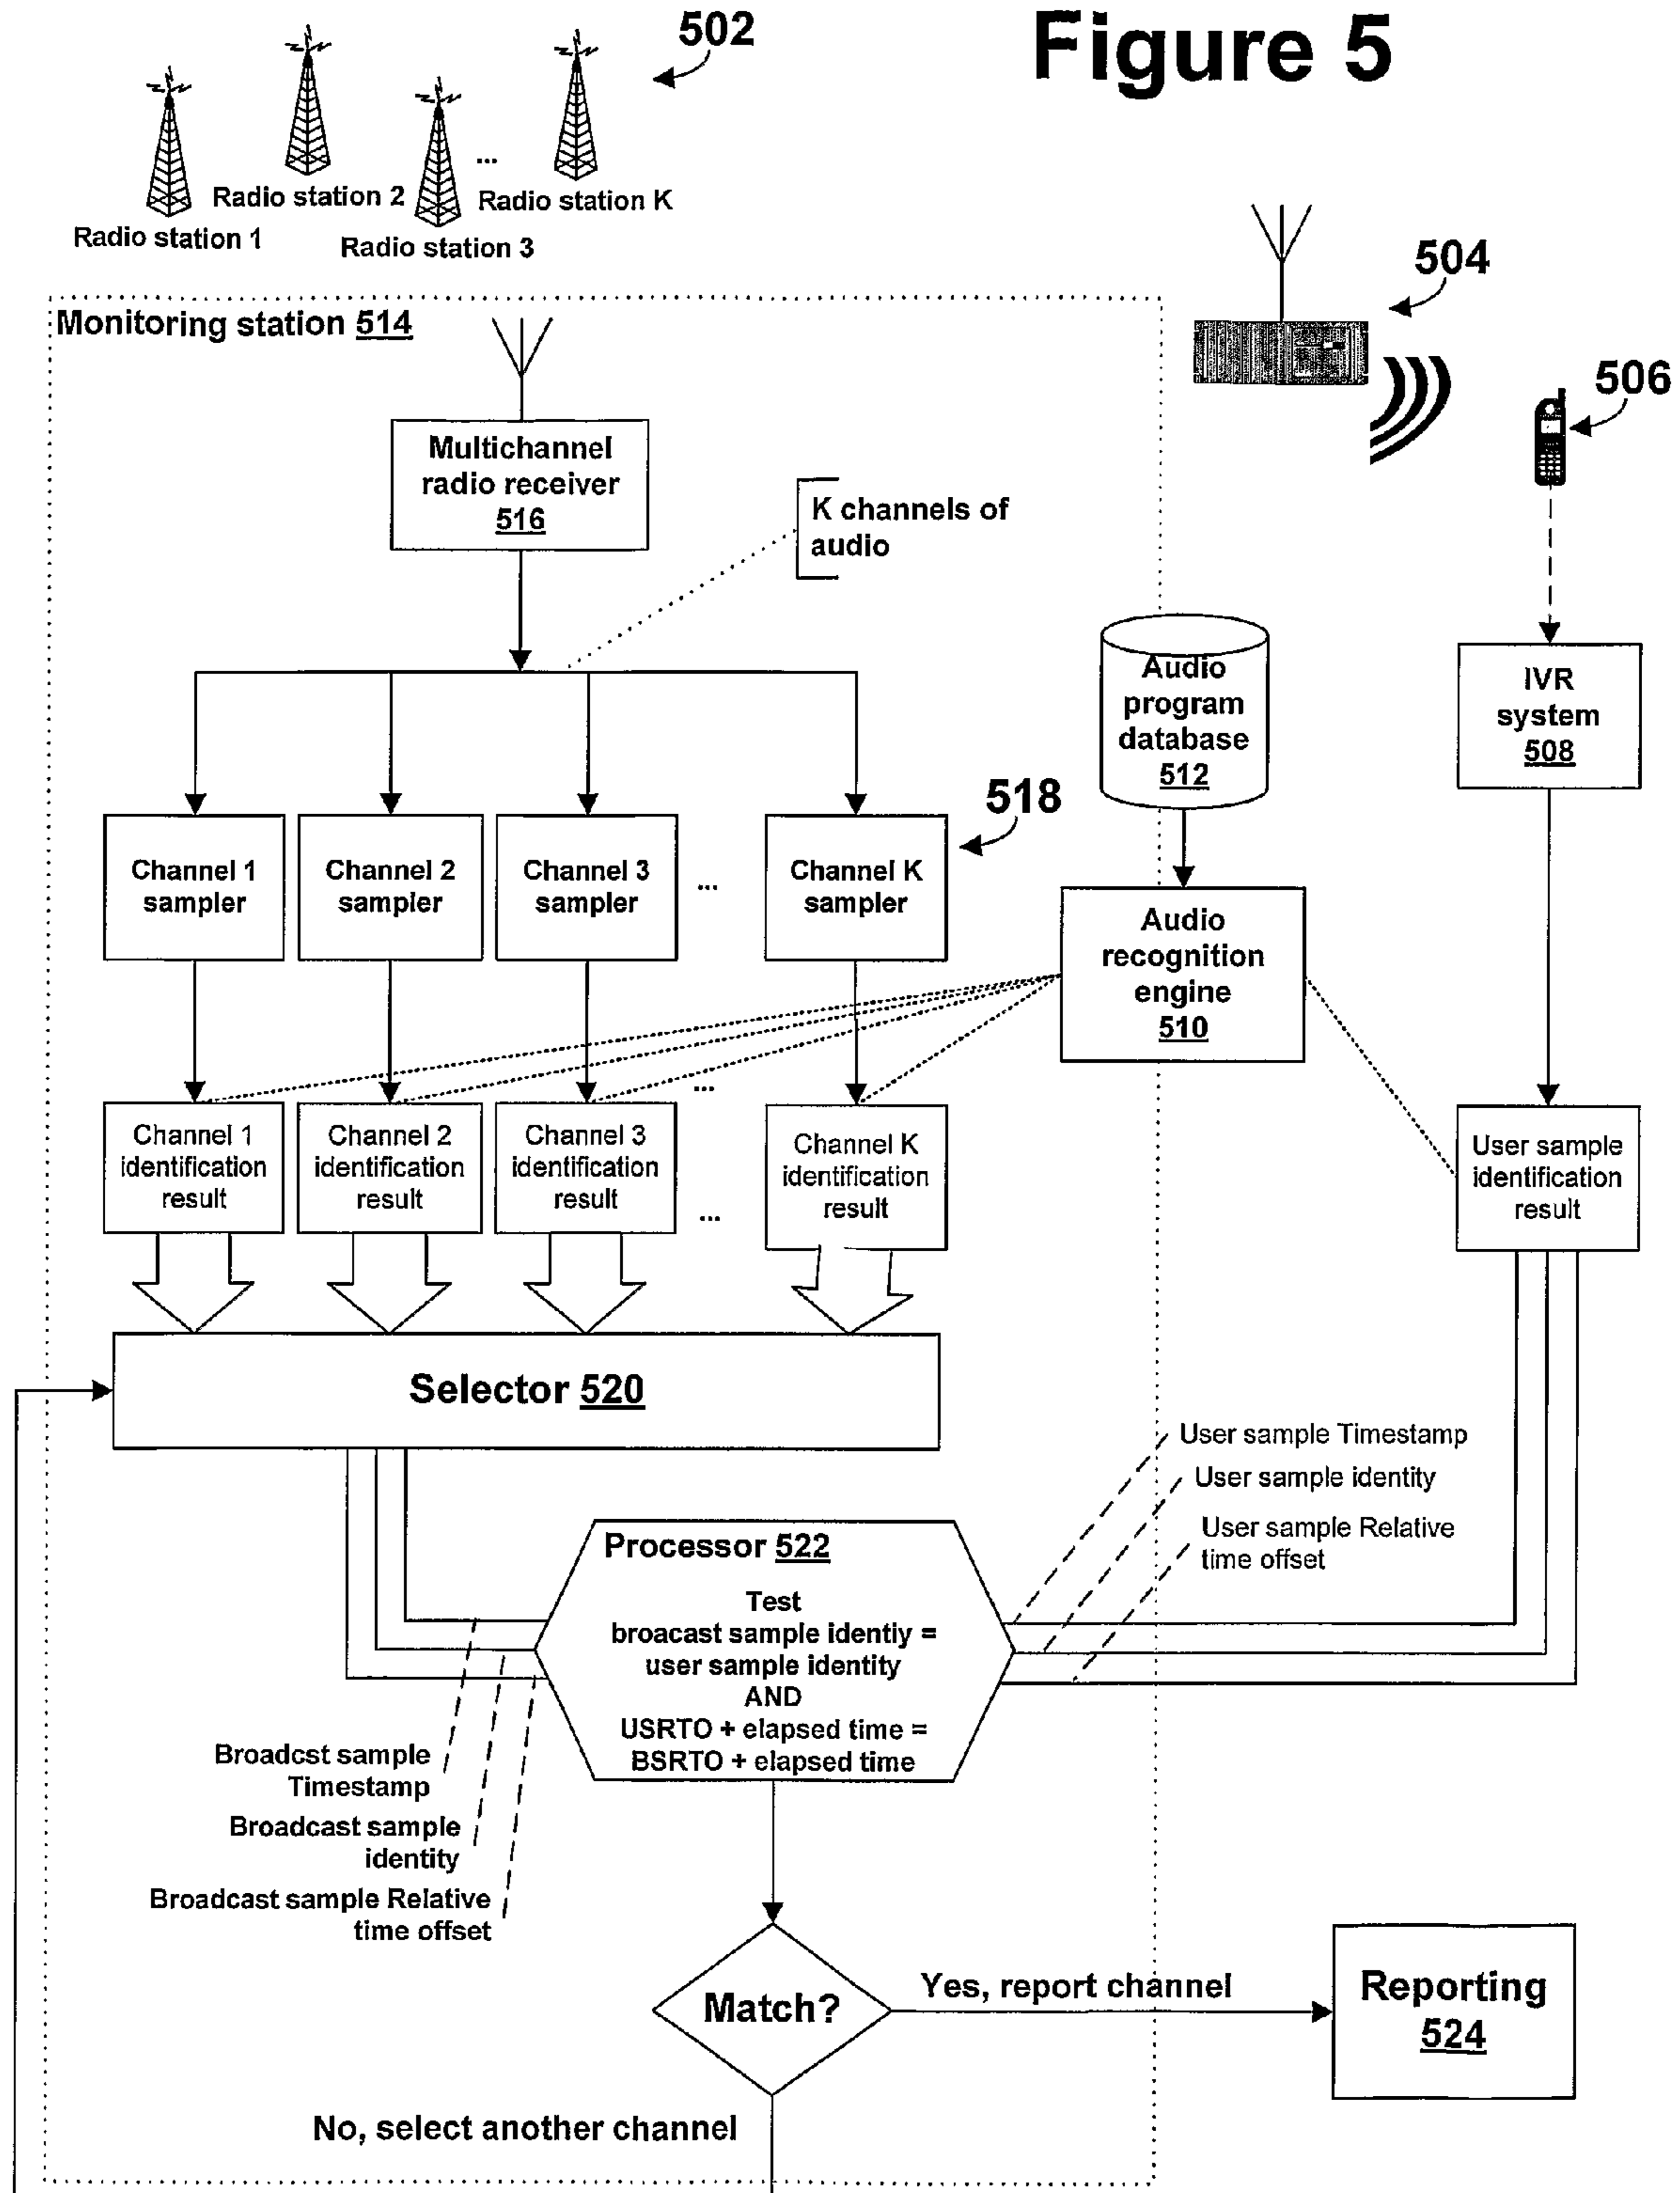 Figure 5
502
Radio station 1
Radio station 2
Radio station 3
...
Radio station K
504
506
Monitoring station 514
Multichannel
radio receiver
516
K channels of
audio
Audio
program
database
512
IVR
system
508
518
Channel 1
sampler
Channel 2
sampler
Channel 3
sampler
...
Channel K
sampler
Audio
recognition
engine
510
...
Channel 1
identification
result
Channel 2
identification
result
Channel 3
identification
result
...
Channel K
identification
result
User sample
identification
result
Selector 520
User sample Timestamp
User sample identity
User sample Relative
time offset
Processor 522
Test
broacast sample identiy =
user sample identity
AND
USRTO + elapsed time =
BSRTO + elapsed time
Broadcst sample
Timestamp
Broadcast sample
identity
Broadcast sample Relative
time offset
Match?
Yes, report channel
Reporting
524
No, select another channel